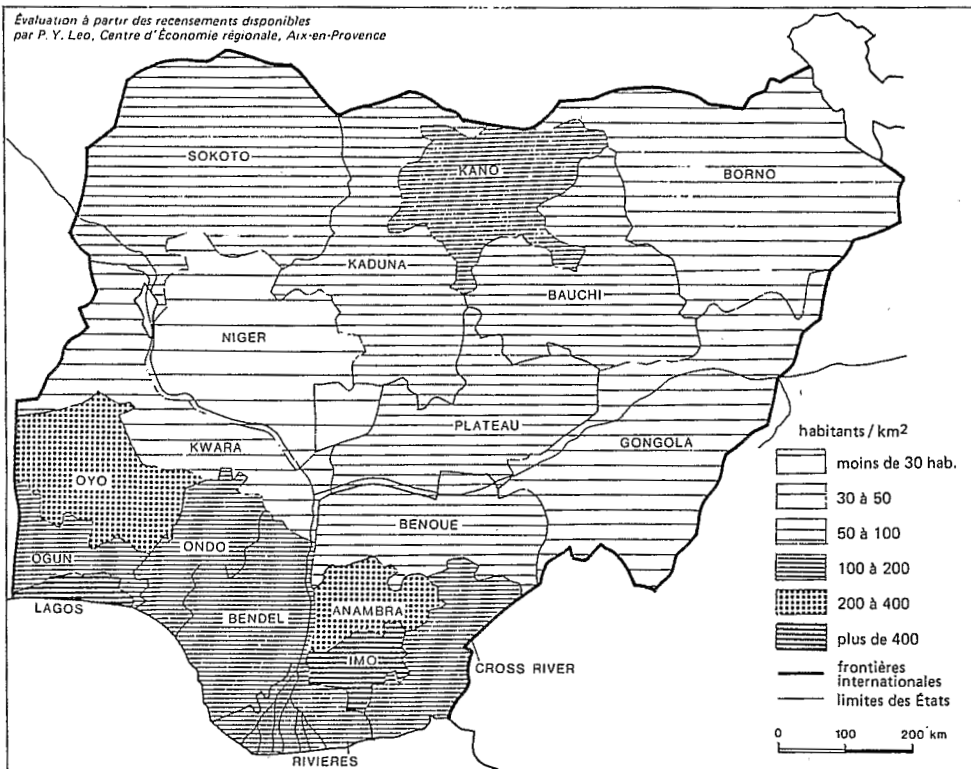 Évaluation à partir des recensements disponibles
par P. Y. Leo, Centre d'Économie régionale, Aix-en-Provence
SOKOTO
KANO
BORNO
KADUNA
BAUCHI
NIGER
PLATEAU
GONGOLA
KWARA
OYO
BENOUE
OGUN
ONDO
LAGOS
BENDEL
ANAMBRA
IMO
CROSS RIVER
RIVIERES
habitants / km²
moins de 30 hab.
30 à 50
50 à 100
100 à 200
200 à 400
plus de 400
frontières
internationales
limites des États
0 100 200 km